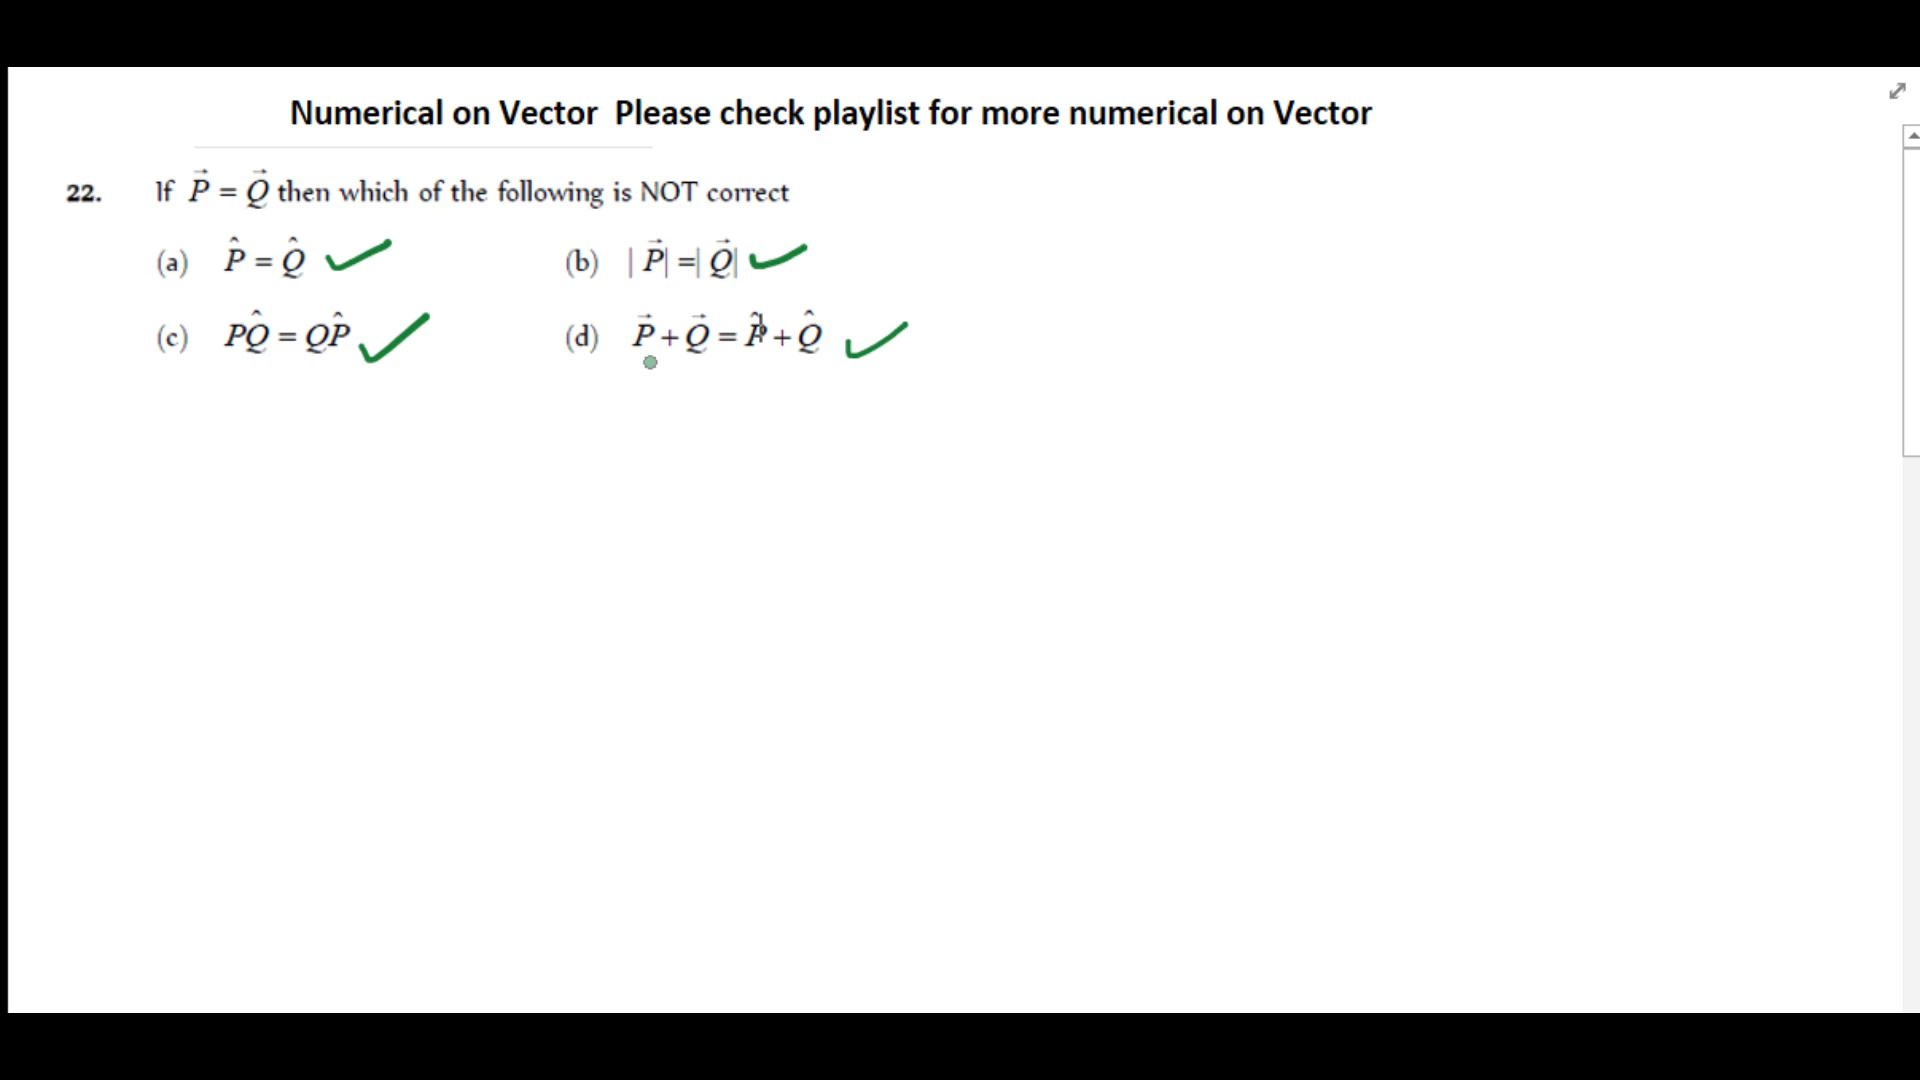 Numerical on Vector  Please check playlist for more numerical on Vector
22. If P⃗ = Q⃗ then which of the following is NOT correct
(a) P̂ = Q̂ ✓ (b) | P⃗| =| Q⃗| ✓
(c) PQ̂ = QP̂ ✓ (d) P⃗ + Q⃗ = P̂ + Q̂ ✓